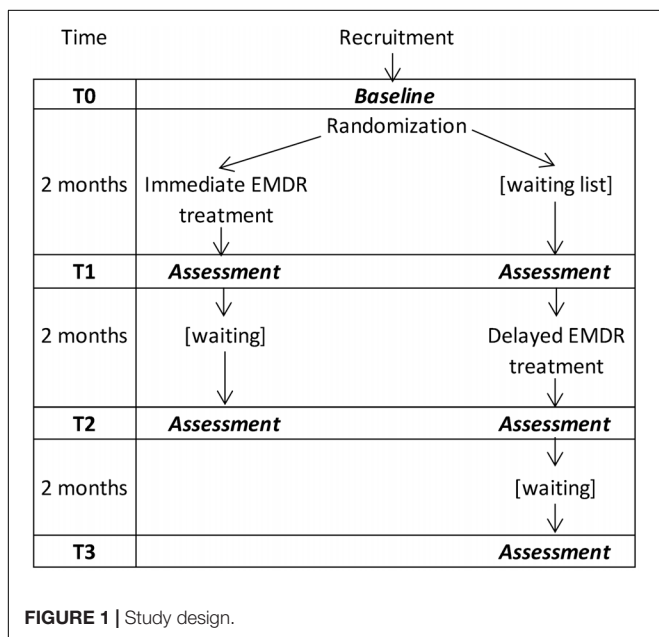 Time Recruitment
T0 Baseline
Randomization
2 months Immediate EMDR [waiting list]
treatment
T1 Assessment Assessment
2 months [waiting] Delayed EMDR
treatment
T2 Assessment Assessment
2 months [waiting]
T3 Assessment
FIGURE 1 | Study design.